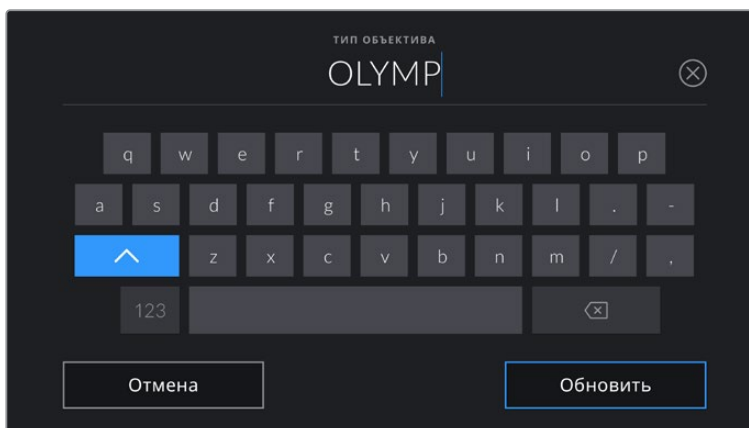 ТИП ОБЪЕКТИВА
OLYMP
q w e r t y u i o p
a s d f g h j k l . -
z x c v b n m / ,
123
Отмена Обновить